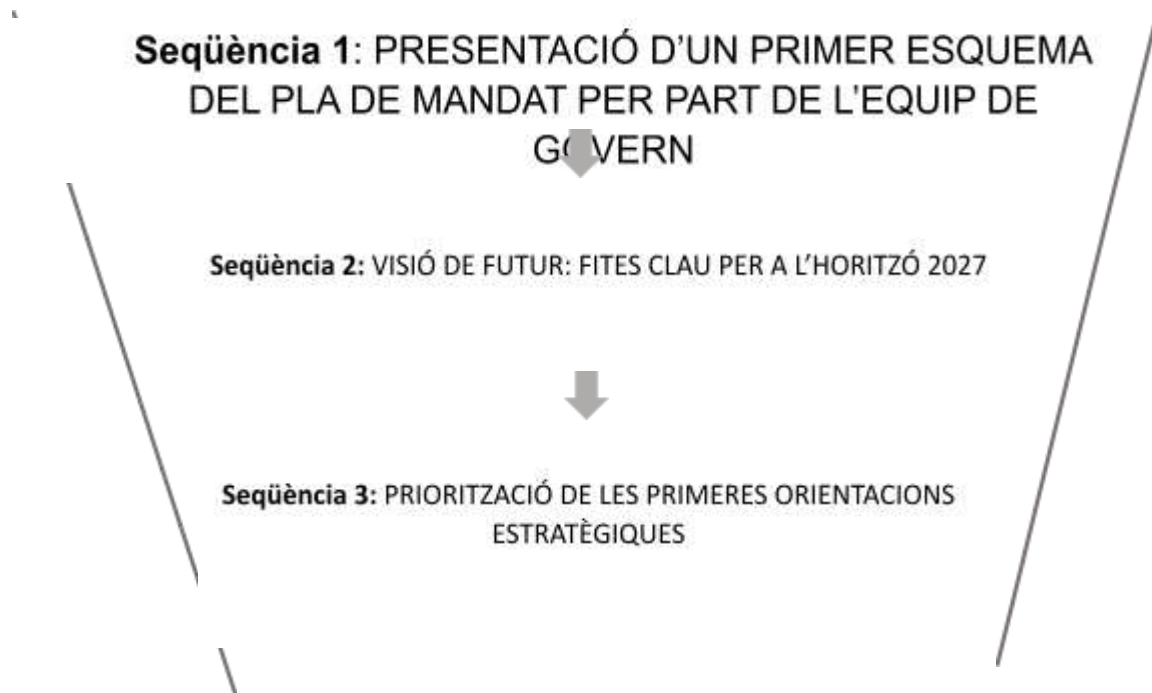 Seqüència 1: PRESENTACIÓ D’UN PRIMER ESQUEMA
DEL PLA DE MANDAT PER PART DE L’EQUIP DE
GOVERN
Seqüència 2: VISIÓ DE FUTUR: FITES CLAU PER A L’HORITZÓ 2027
Seqüència 3: PRIORITZACIÓ DE LES PRIMERES ORIENTACIONS
ESTRATÈGIQUES